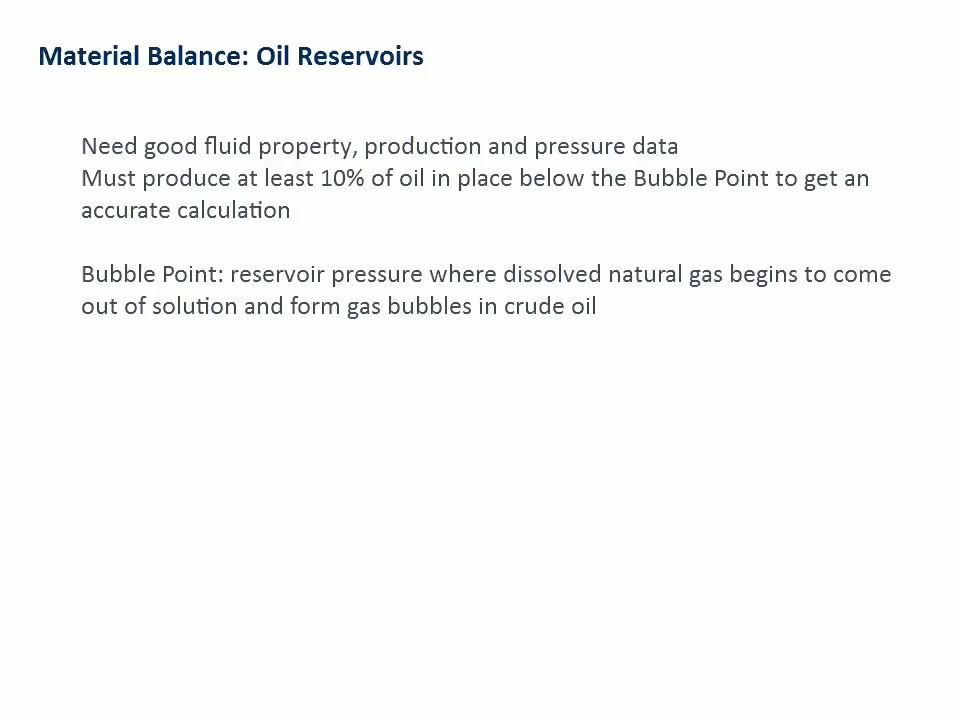 Material Balance: Oil Reservoirs
Need good fluid property, production and pressure data
Must produce at least 10% of oil in place below the Bubble Point to get an
accurate calculation
Bubble Point: reservoir pressure where dissolved natural gas begins to come
out of solution and form gas bubbles in crude oil